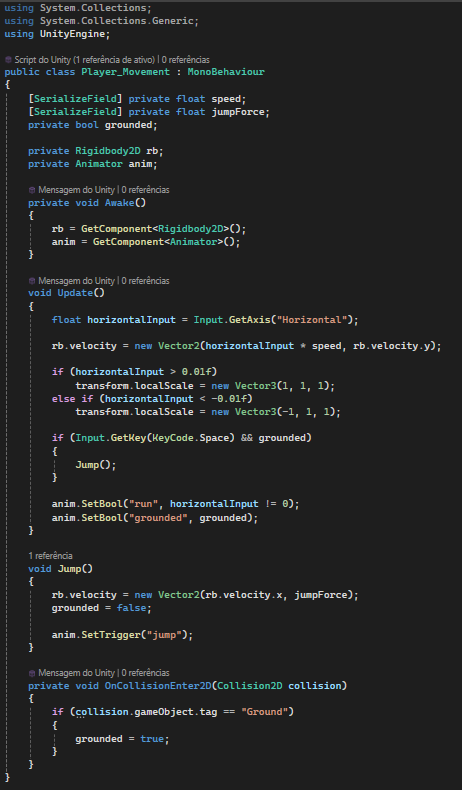 using System.Collections;
using System.Collections.Generic;
using UnityEngine;
Script do Unity (1 referência de ativo) | 0 referências
public class Player_Movement : MonoBehaviour
{
[SerializeField] private float speed;
[SerializeField] private float jumpForce;
private bool grounded;
private Rigidbody2D rb;
private Animator anim;
Mensagem do Unity | 0 referências
private void Awake()
{
rb = GetComponent<Rigidbody2D>();
anim = GetComponent<Animator>();
}
Mensagem do Unity | 0 referências
void Update()
{
float horizontalInput = Input.GetAxis("Horizontal");
rb.velocity = new Vector2(horizontalInput * speed, rb.velocity.y);
if (horizontalInput > 0.01f)
transform.localScale = new Vector3(1, 1, 1);
else if (horizontalInput < -0.01f)
transform.localScale = new Vector3(-1, 1, 1);
if (Input.GetKey(KeyCode.Space) && grounded)
{
Jump();
}
anim.SetBool("run", horizontalInput != 0);
anim.SetBool("grounded", grounded);
}
1 referência
void Jump()
{
rb.velocity = new Vector2(rb.velocity.x, jumpForce);
grounded = false;
anim.SetTrigger("jump");
}
Mensagem do Unity | 0 referências
private void OnCollisionEnter2D(Collision2D collision)
{
if (collision.gameObject.tag == "Ground")
{
grounded = true;
}
}
}